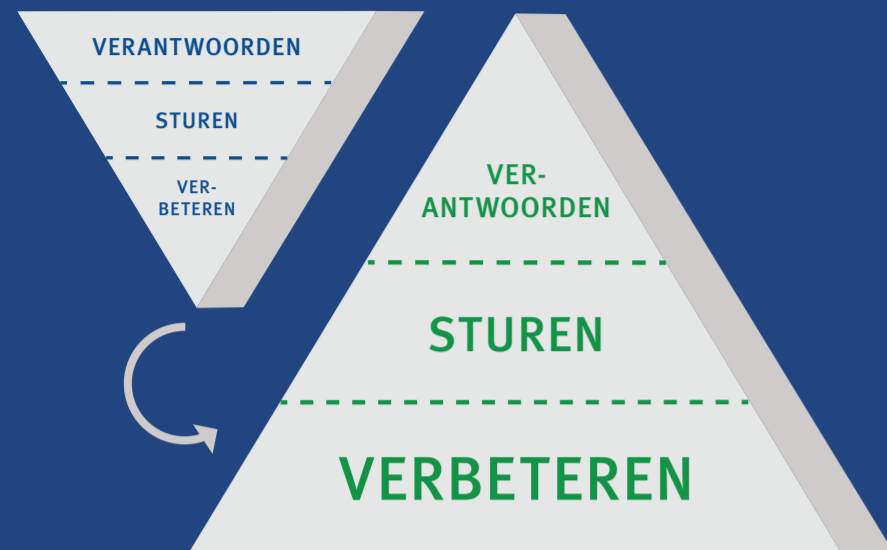 VERANTWOORDEN
STUREN
VER-
BETEREN
VER-
ANTWOORDEN
STUREN
VERBETEREN